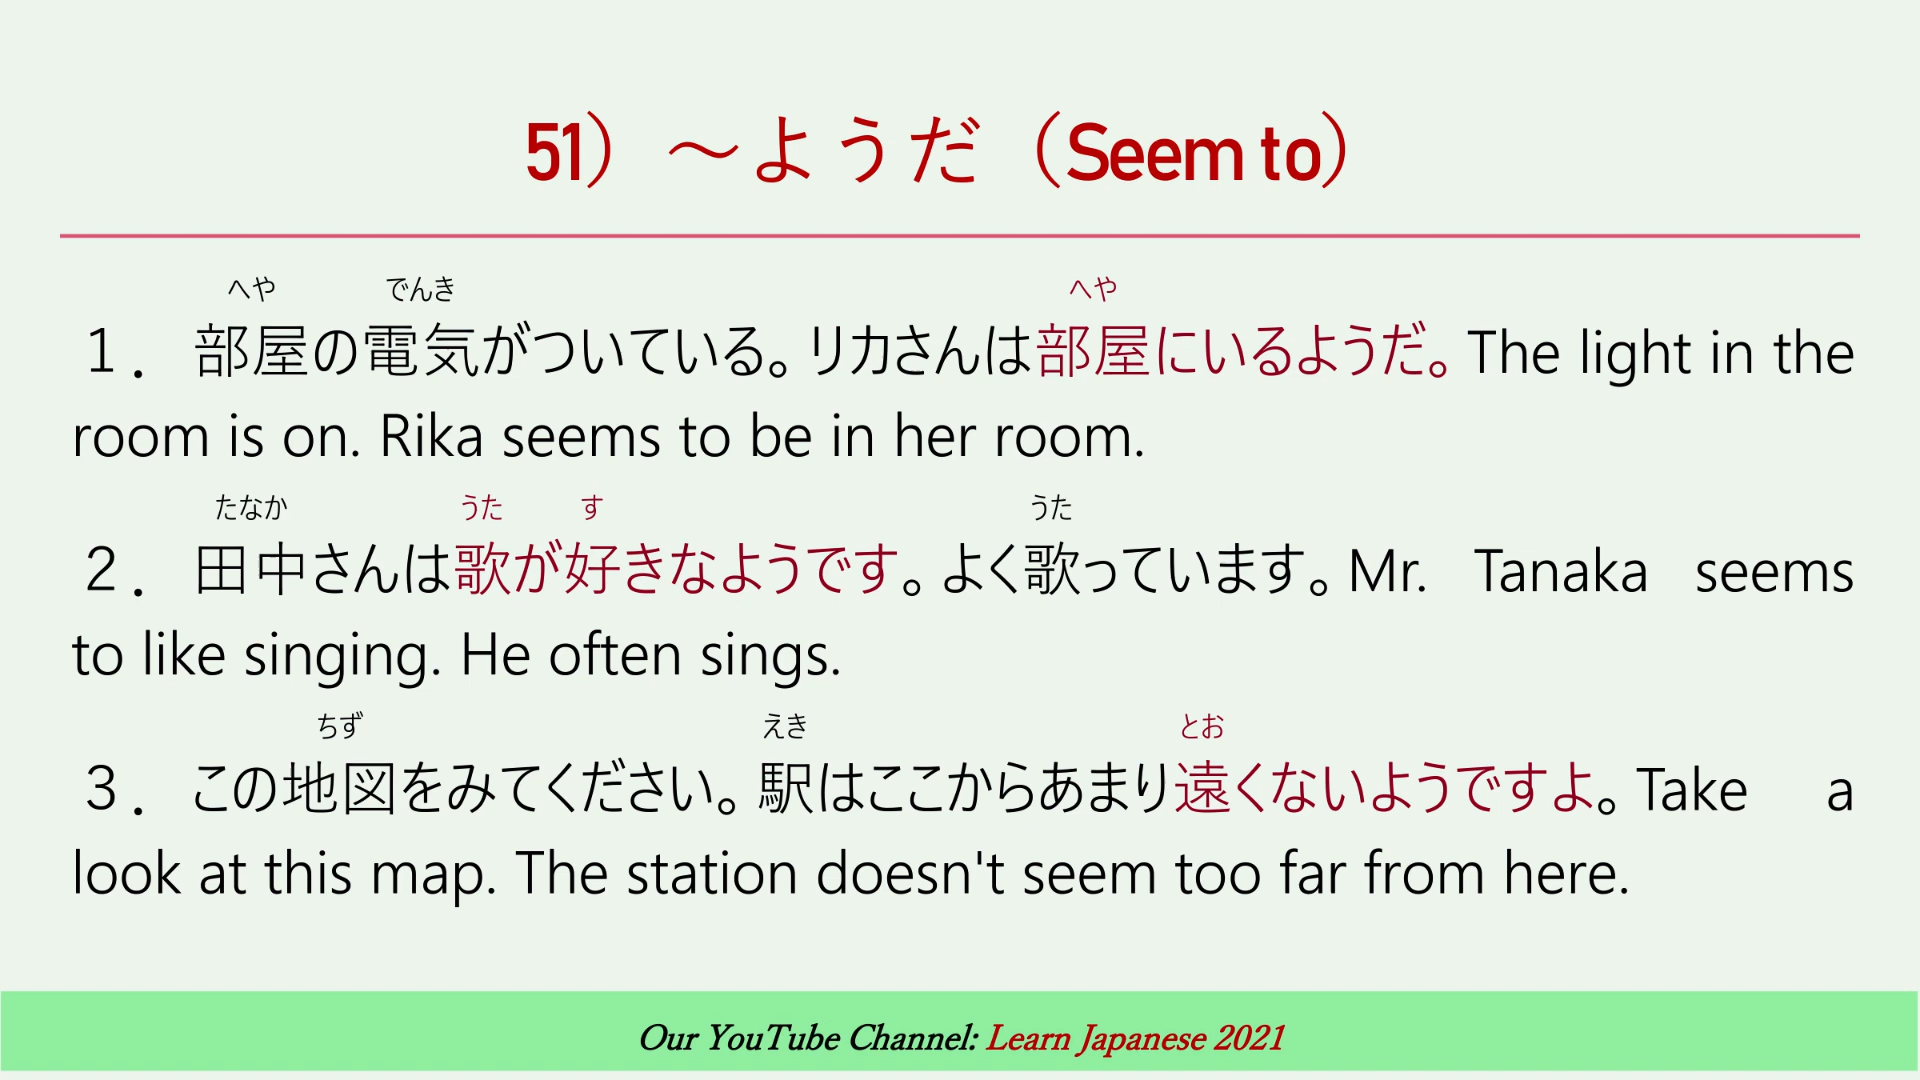 51）～ようだ（Seem to）
へや でんき へや
１．部屋の電気がついている。リカさんは部屋にいるようだ。The light in the
room is on. Rika seems to be in her room.
たなか うた す うた
２．田中さんは歌が好きなようです。よく歌っています。Mr. Tanaka seems
to like singing. He often sings.
ちず えき とお
３．この地図をみてください。駅はここからあまり遠くないようですよ。Take a
look at this map. The station doesn't seem too far from here.
Our YouTube Channel: Learn Japanese 2021